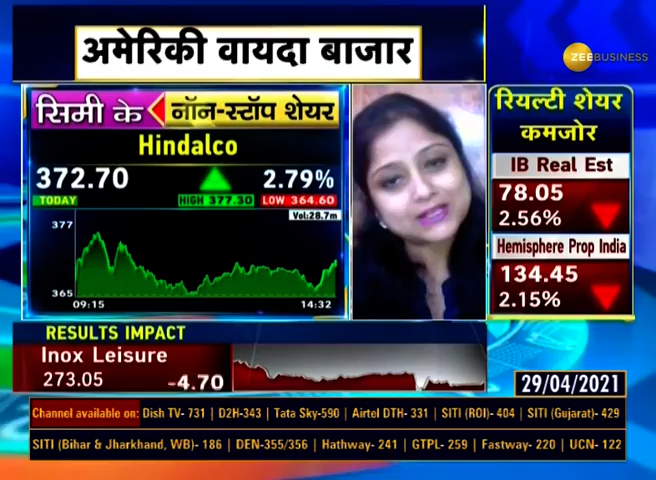 अमेरिकी वायदा बाजार
ZEEBUSINESS
सिमी के नॉन-स्टॉप शेयर
Hindalco
372.70 2.79%
TODAY HIGH 377.30 LOW 364.60
Vol:28.7m
377
365
09:15 14:32
रियल्टी शेयर
कमजोर
IB Real Est
78.05
2.56%
Hemisphere Prop India
134.45
2.15%
RESULTS IMPACT
Inox Leisure
273.05 -4.70
29/04/2021
Channel available on: Dish TV- 731 | D2H-343 | Tata Sky-590 | Airtel DTH- 331 | SITI (ROI)- 404 | SITI (Gujarat)- 429
SITI (Bihar & Jharkhand, WB)- 186 | DEN-355/356 | Hathway- 241 | GTPL- 259 | Fastway- 220 | UCN- 122